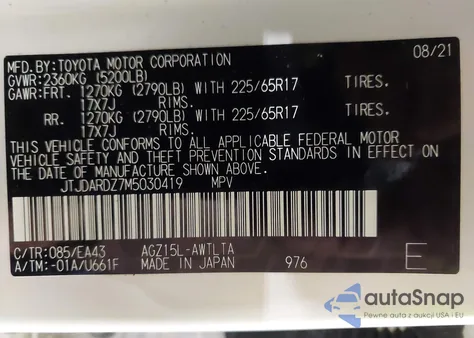 MFD.BY: TOYOTA MOTOR CORPORATION 08/21
GVWR: 2360KG (5200LB)
GAWR: FRT. 1270KG (2790LB) WITH 225/65R17 TIRES.
17X7J RIMS.
RR. 1270KG (2790LB) WITH 225/65R17 TIRES.
17X7J RIMS.
THIS VEHICLE CONFORMS TO ALL APPLICABLE FEDERAL MOTOR
VEHICLE SAFETY AND THEFT PREVENTION STANDARDS IN EFFECT ON
THE DATE OF MANUFACTURE SHOWN ABOVE.
JTJDARDZ7M5030419 MPV
C/TR: 085/EA43 AGZ15L-AWTLTA
A/TM: -01A/U661F MADE IN JAPAN 976 E
autoSnap
Pewne auta z aukcji USA i EU